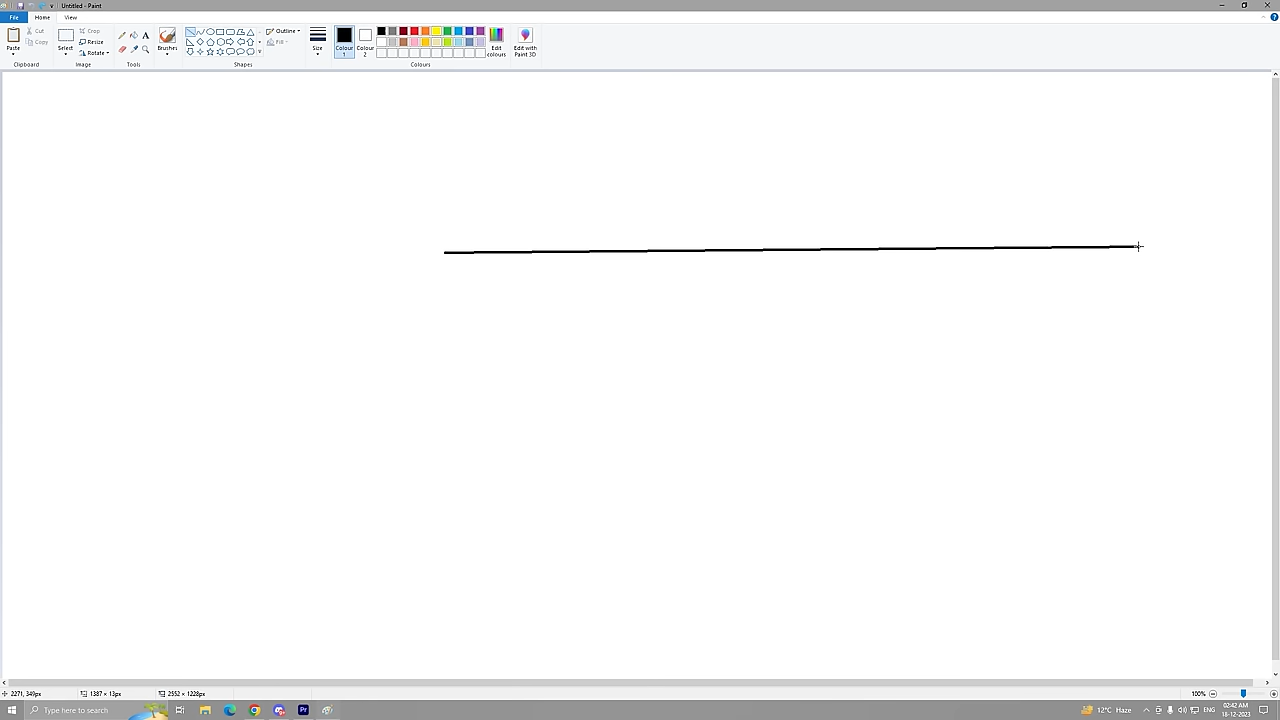 Untitled - Paint
File Home View
Paste
Cut
Copy
Clipboard
Select
Crop
Resize
Rotate
Image
A
Tools
Brushes
Outline
Fill
Shapes
Size
Colour 1
Colour 2
Edit colours
Edit with Paint 3D
Colours
2271, 349px 1387 × 13px 2552 × 1228px 100%
Type here to search
Pr
12°C Haze
ENG
02:42 AM
18-12-2023